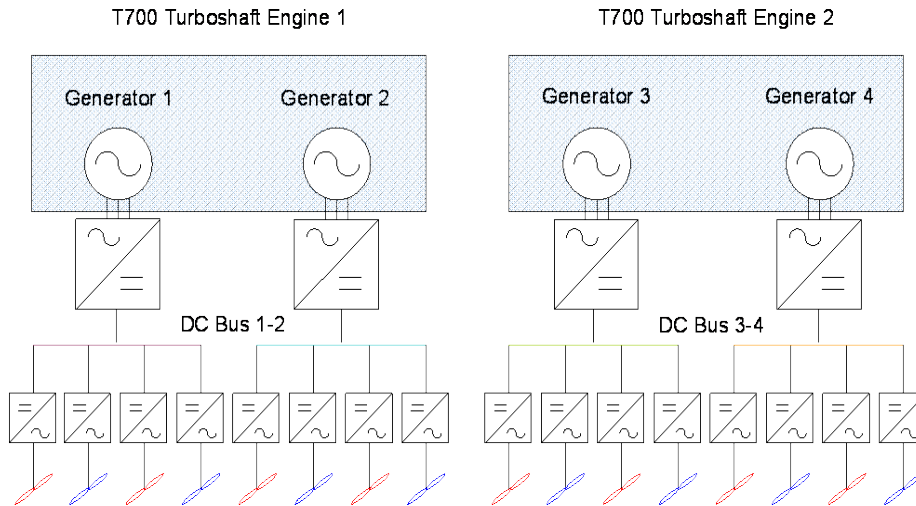 T700 Turboshaft Engine 1
T700 Turboshaft Engine 2
Generator 1
Generator 2
Generator 3
Generator 4
DC Bus 1-2
DC Bus 3-4